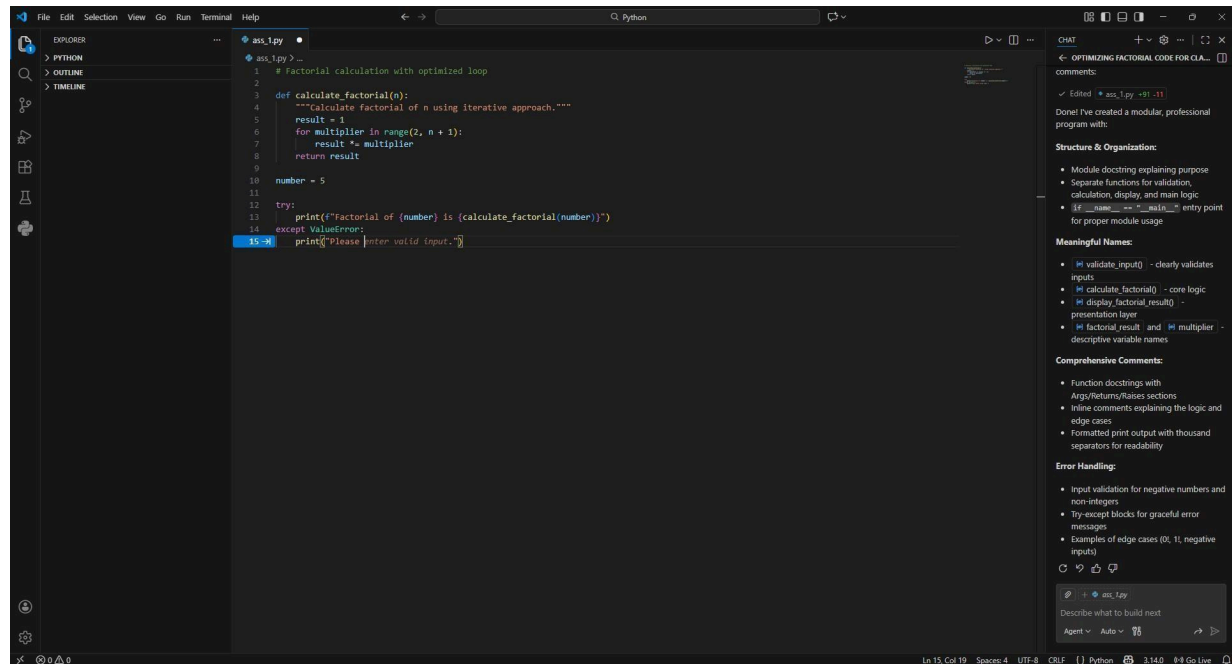 File Edit Selection View Go Run Terminal Help
Python
EXPLORER
PYTHON
OUTLINE
TIMELINE
ass_1.py
ass_1.py > ...
1 # Factorial calculation with optimized loop
2
3 def calculate_factorial(n):
4     """Calculate factorial of n using iterative approach."""
5     result = 1
6     for multiplier in range(2, n + 1):
7         result *= multiplier
8     return result
9
10 number = 5
11
12 try:
13     print(f"Factorial of {number} is {calculate_factorial(number)}")
14 except ValueError:
15     print("Please enter valid input.")
CHAT
OPTIMIZING FACTORIAL CODE FOR CLA...
comments:
Edited ass_1.py +91 -11
Done! I've created a modular, professional
program with:
Structure & Organization:
• Module docstring explaining purpose
• Separate functions for validation,
calculation, display, and main logic
• if __name__ == "__main__" entry point
for proper module usage
Meaningful Names:
• validate_input() - clearly validates
inputs
• calculate_factorial() - core logic
• display_factorial_result() -
presentation layer
• factorial_result and multiplier -
descriptive variable names
Comprehensive Comments:
• Function docstrings with
Args/Returns/Raises sections
• Inline comments explaining the logic and
edge cases
• Formatted print output with thousand
separators for readability
Error Handling:
• Input validation for negative numbers and
non-integers
• Try-except blocks for graceful error
messages
• Examples of edge cases (0!, 1!, negative
inputs)
+ ass_1.py
Describe what to build next
Agent Auto
0 0 Ln 15, Col 19 Spaces: 4 UTF-8 CRLF {} Python 3.14.0 Go Live